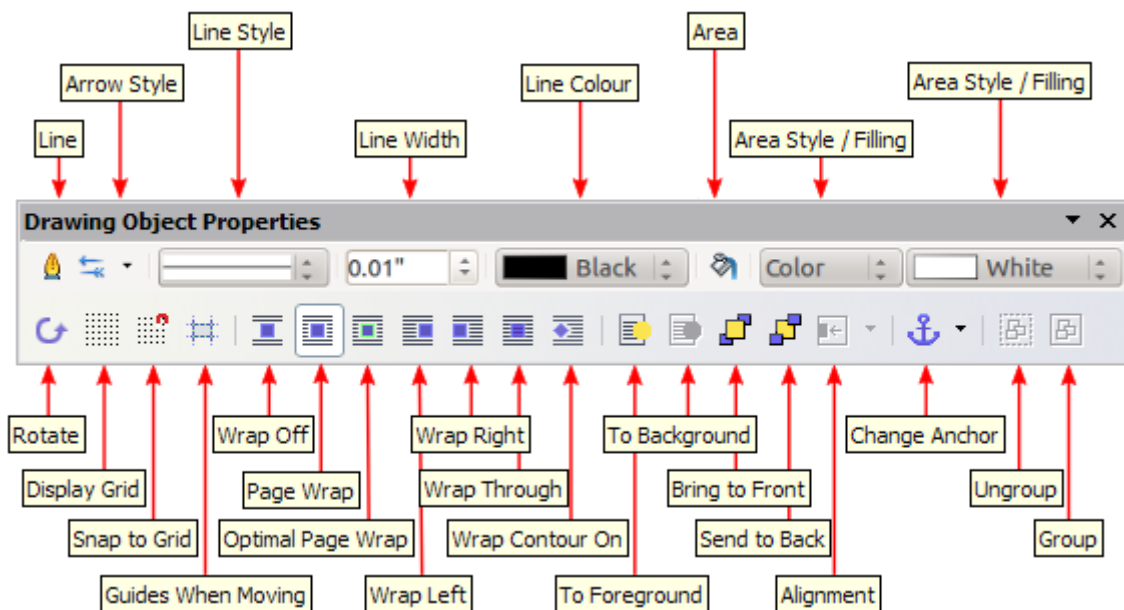 Line Style
Area
Arrow Style
Line Colour
Area Style / Filling
Line
Line Width
Area Style / Filling
Drawing Object Properties
0.01"
Black
Color
White
Rotate
Wrap Off
Wrap Right
To Background
Change Anchor
Display Grid
Page Wrap
Wrap Through
Bring to Front
Ungroup
Snap to Grid
Optimal Page Wrap
Wrap Contour On
Send to Back
Group
Guides When Moving
Wrap Left
To Foreground
Alignment